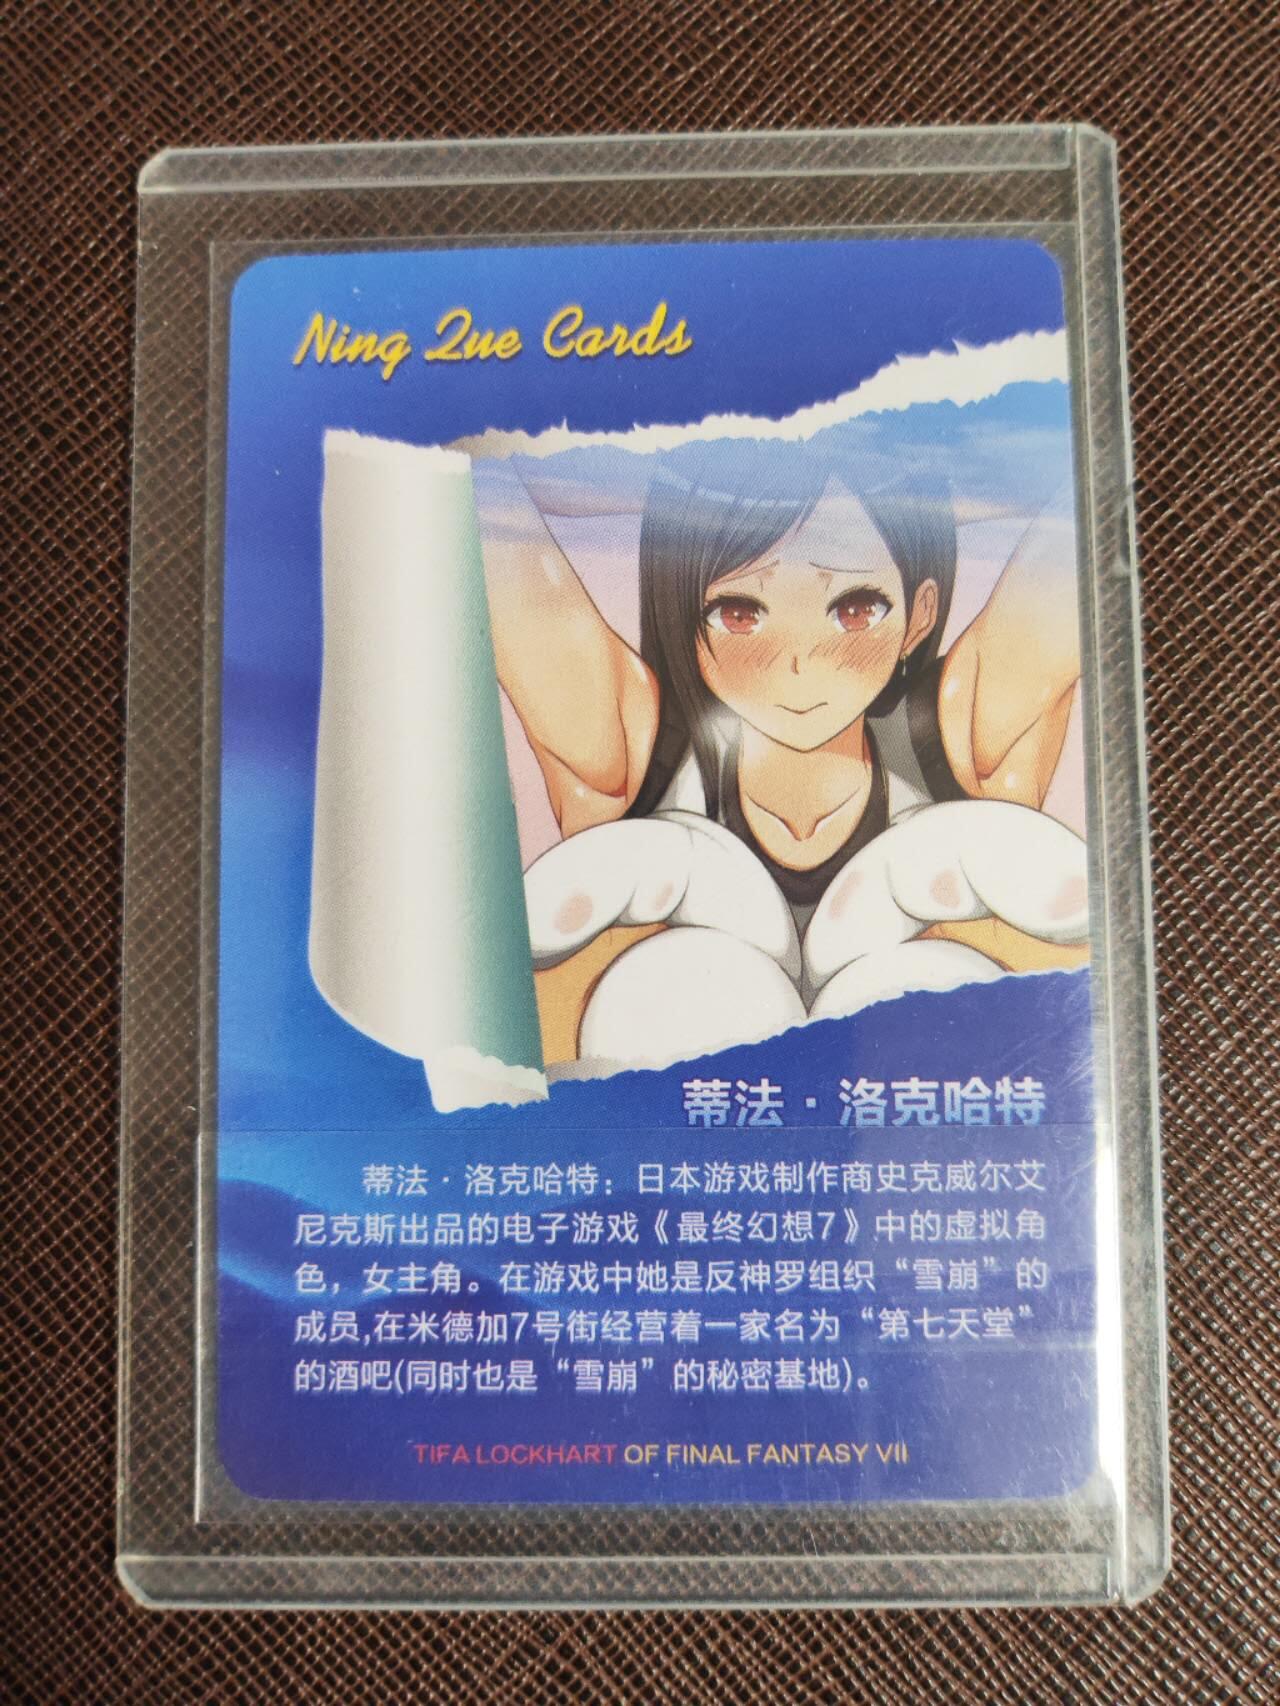 Ning Que Cards
蒂法·洛克哈特
蒂法·洛克哈特：日本游戏制作商史克威尔艾
尼克斯出品的电子游戏《最终幻想7》中的虚拟角
色，女主角。在游戏中她是反神罗组织“雪崩”的
成员,在米德加7号街经营着一家名为“第七天堂”
的酒吧(同时也是“雪崩”的秘密基地)。
TIFA LOCKHART OF FINAL FANTASY VII